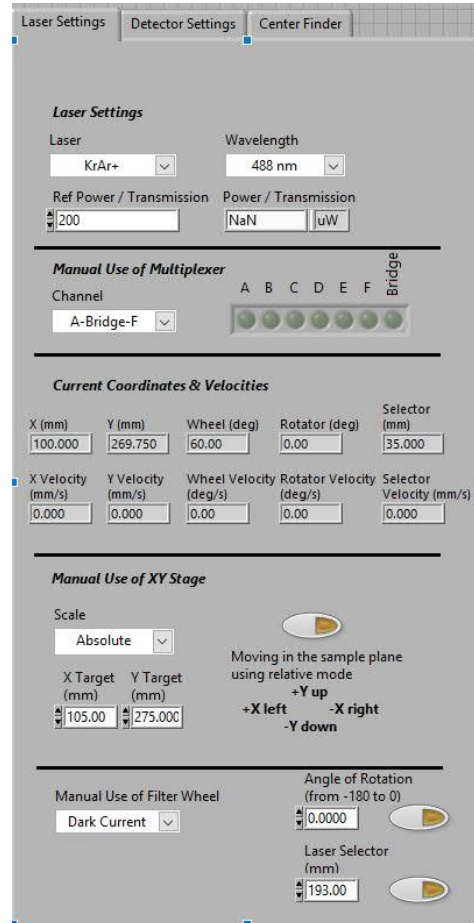 Laser Settings Detector Settings Center Finder
Laser Settings
Laser Wavelength
KrAr+ 488 nm
Ref Power / Transmission Power / Transmission
200 NaN uW
Manual Use of Multiplexer
Channel A B C D E F Bridge
A-Bridge-F
Current Coordinates & Velocities
X (mm) Y (mm) Wheel (deg) Rotator (deg) Selector (mm)
100.000 269.750 60.00 0.00 35.000
X Velocity Y Velocity Wheel Velocity Rotator Velocity Selector
(mm/s) (mm/s) (deg/s) (deg/s) Velocity (mm/s)
0.000 0.000 0.00 0.00 0.000
Manual Use of XY Stage
Scale
Absolute
X Target Y Target
(mm) (mm)
105.00 275.000
Moving in the sample plane
using relative mode
+Y up
+X left -X right
-Y down
Manual Use of Filter Wheel
Dark Current
Angle of Rotation
(from -180 to 0)
0.0000
Laser Selector
(mm)
193.00